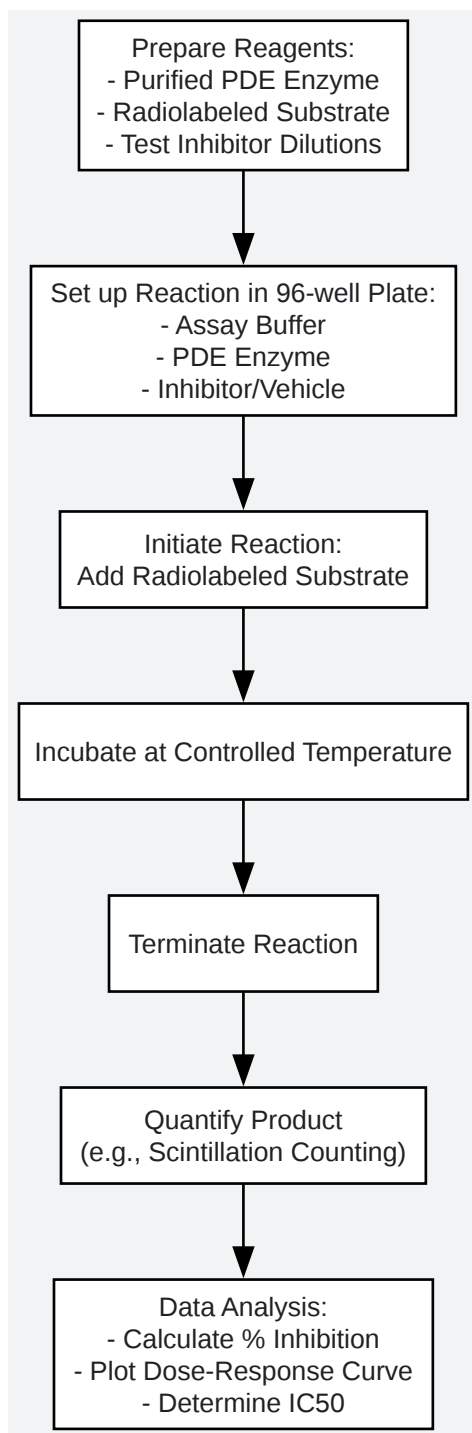 Prepare Reagents:
- Purified PDE Enzyme
- Radiolabeled Substrate
- Test Inhibitor Dilutions
Set up Reaction in 96-well Plate:
- Assay Buffer
- PDE Enzyme
- Inhibitor/Vehicle
Initiate Reaction:
Add Radiolabeled Substrate
Incubate at Controlled Temperature
Terminate Reaction
Quantify Product
(e.g., Scintillation Counting)
Data Analysis:
- Calculate % Inhibition
- Plot Dose-Response Curve
- Determine IC50